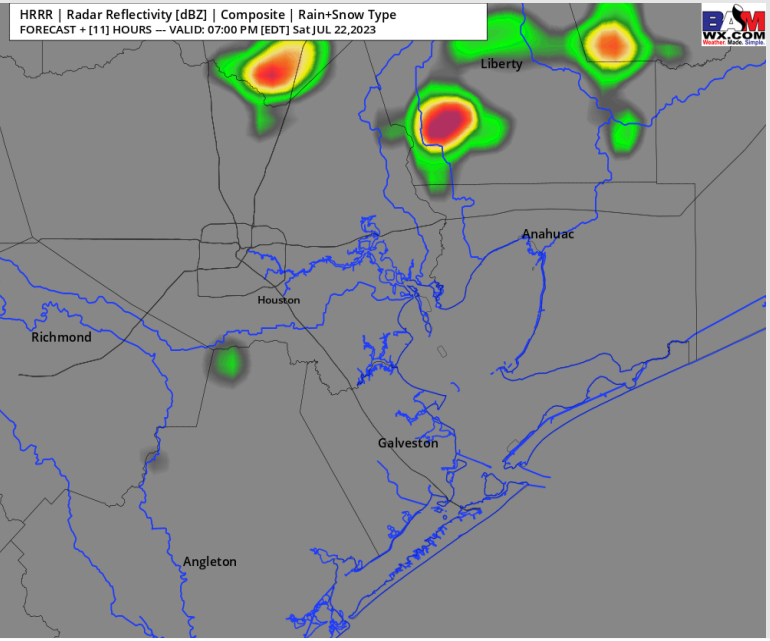 HRRR | Radar Reflectivity [dBZ] | Composite | Rain+Snow Type
FORECAST + [11] HOURS --- VALID: 07:00 PM [EDT] Sat JUL 22,2023
BAM
WX.COM
Weather. Made. Simple.
Liberty
Anahuac
Houston
Richmond
Galveston
Angleton